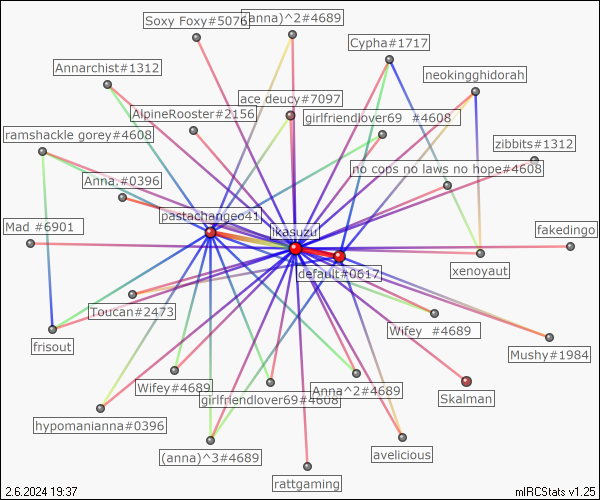 Soxy Foxy#5076
(anna)^2#4689
Cypha#1717
Annarchist#1312
neokingghidorah
ace deucy#7097
AlpineRooster#2156
girlfriendlover69 #4608
ramshackle gorey#4608
zibbits#1312
no cops no laws no hope#4608
Anna.#0396
pastachangeo41
ikasuzu
Mad #6901
fakedingo
default#0617
xenoyaut
Toucan#2473
Wifey #4689
frisout
Mushy#1984
Wifey#4689
Anna^2#4689
girlfriendlover69#4608
Skalman
hypomanianna#0396
(anna)^3#4689
avelicious
rattgaming
2.6.2024 19:37
mIRCStats v1.25